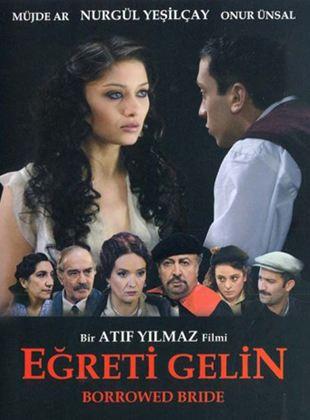 MÜJDE AR NURGÜL YEŞİLÇAY ONUR ÜNSAL
Bir ATIF YILMAZ Filmi
EĞRETİ GELİN
BORROWED BRIDE